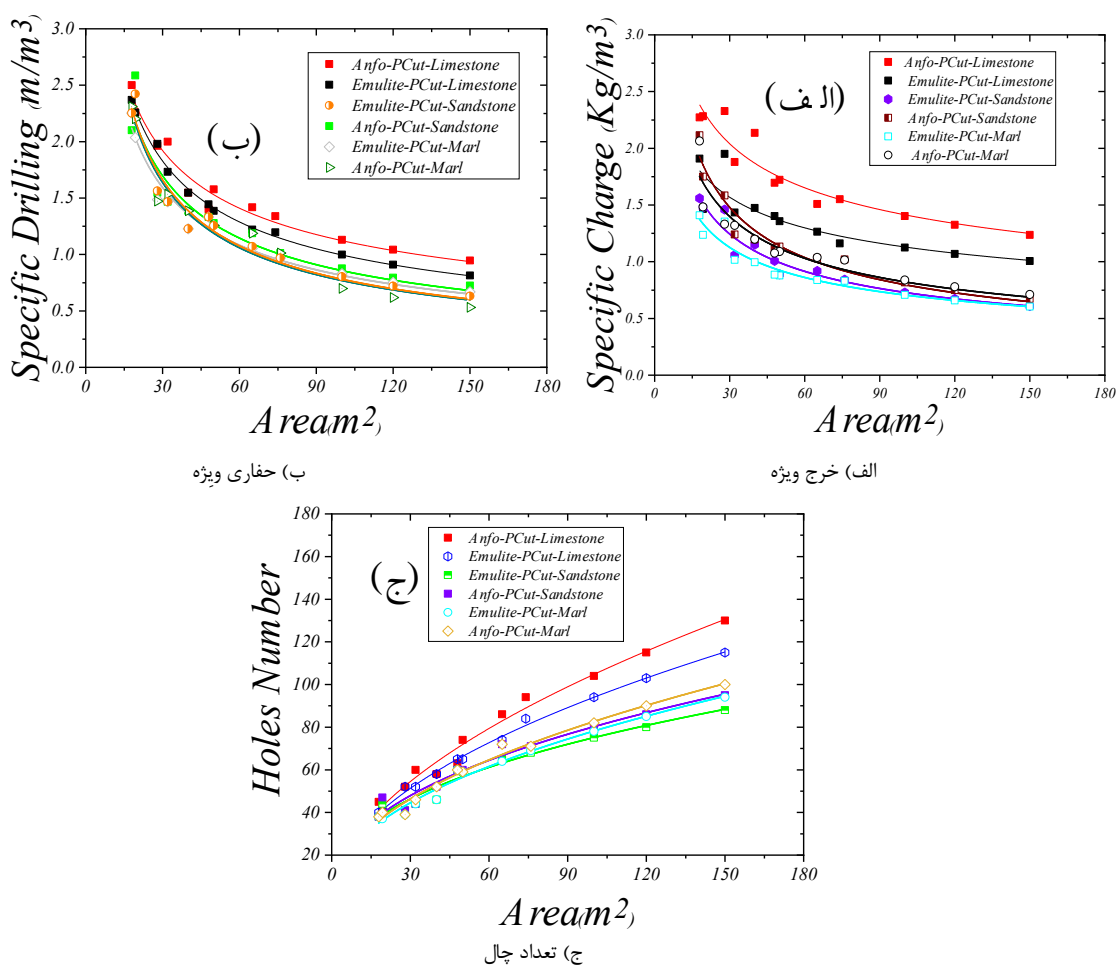 Specific Drilling (m/m3)
3.0
2.5
2.0
1.5
1.0
0.5
0.0
(ب)
Anfo-PCut-Limestone
Emulite-PCut-Limestone
Emulite-PCut-Sandstone
Anfo-PCut-Sandstone
Emulite-PCut-Marl
Anfo-PCut-Marl
0 30 60 90 120 150 180
Area(m2)
ب) حفاری ویژه
Specific Charge (Kg/m3)
3.0
2.5
2.0
1.5
1.0
0.5
0.0
(الف)
Anfo-PCut-Limestone
Emulite-PCut-Limestone
Emulite-PCut-Sandstone
Anfo-PCut-Sandstone
Emulite-PCut-Marl
Anfo-PCut-Marl
0 30 60 90 120 150 180
Area(m2)
الف) خرج ویژه
Holes Number
180
160
140
120
100
80
60
40
20
(ج)
Anfo-PCut-Limestone
Emulite-PCut-Limestone
Emulite-PCut-Sandstone
Anfo-PCut-Sandstone
Emulite-PCut-Marl
Anfo-PCut-Marl
0 30 60 90 120 150 180
Area(m2)
ج) تعداد چال